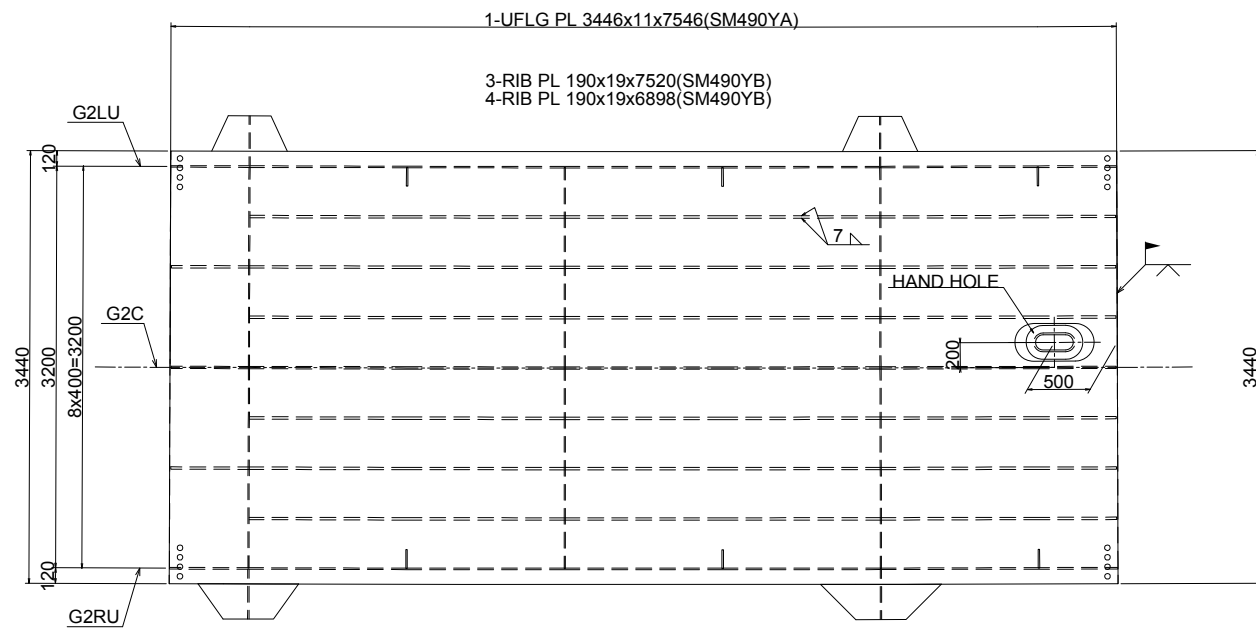 1-UFLG PL 3446x11x7546(SM490YA)
3-RIB PL 190x19x7520(SM490YB)
4-RIB PL 190x19x6898(SM490YB)
G2LU
120
7
HAND HOLE
G2C
200
500
3440
3200
8x400=3200
3440
120
G2RU